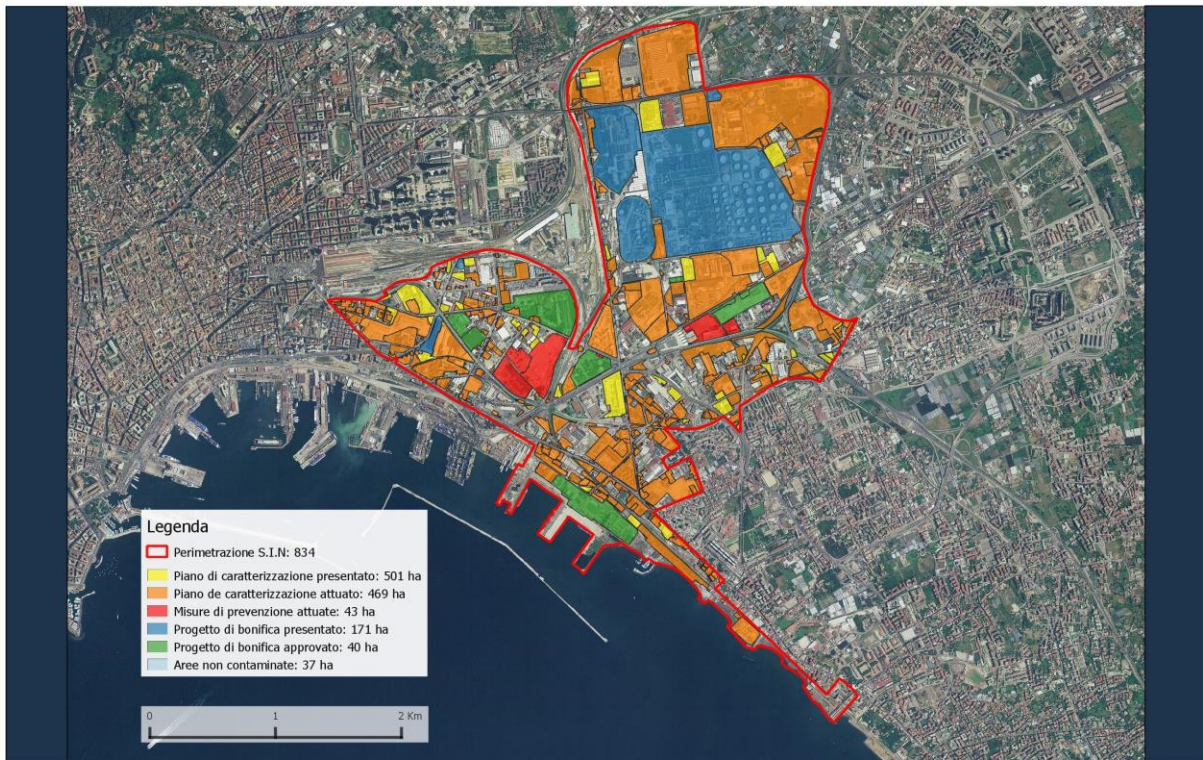 Legenda
Perimetrazione S.I.N: 834
Piano di caratterizzazione presentato: 501 ha
Piano de caratterizzazione attuato: 469 ha
Misure di prevenzione attuate: 43 ha
Progetto di bonifica presentato: 171 ha
Progetto di bonifica approvato: 40 ha
Aree non contaminate: 37 ha
0 1 2 Km